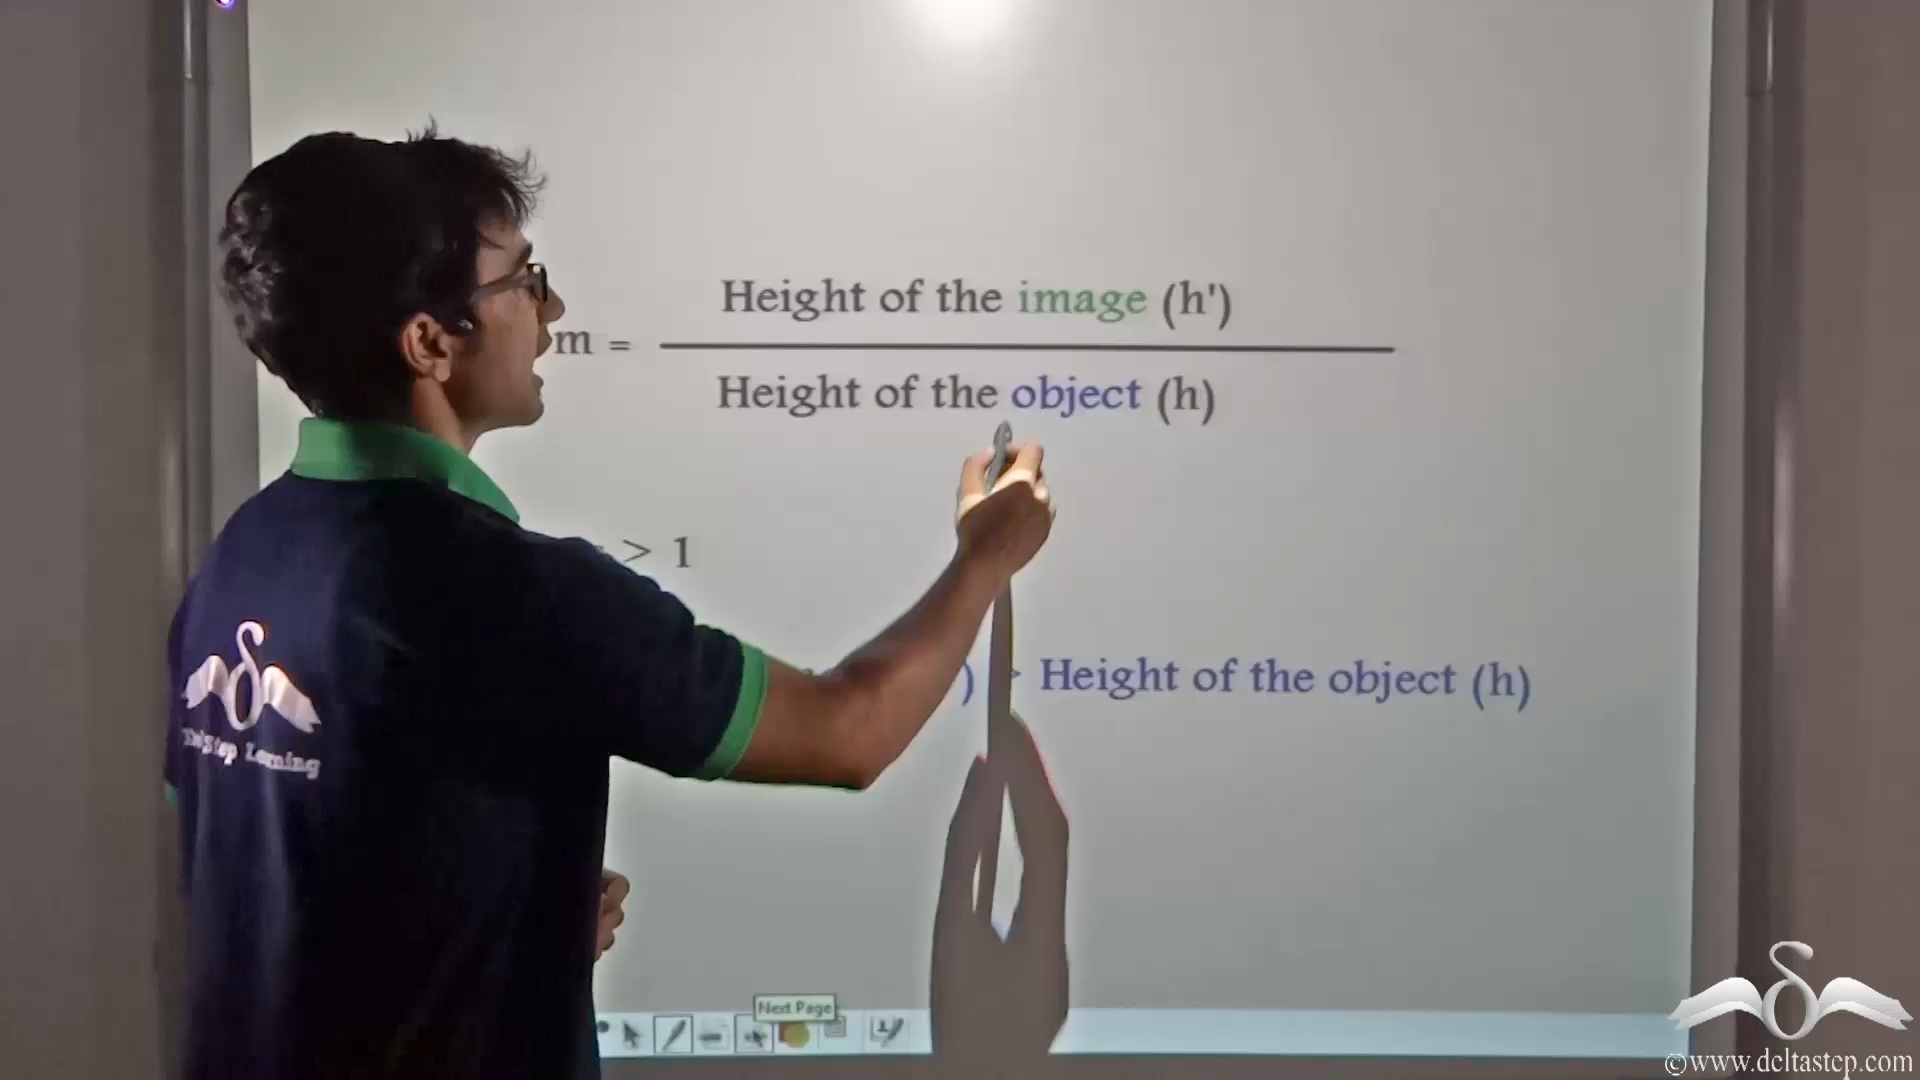 Height of the image (h')
m =
Height of the object (h)
> 1
) > Height of the object (h)
Next Page
©www.deltastep.com